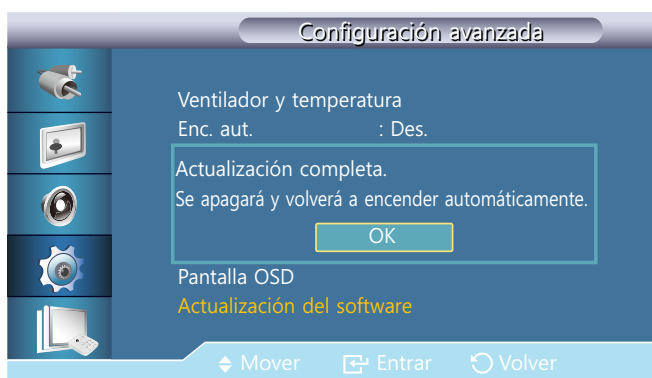 Configuración avanzada
Ventilador y temperatura
Enc. aut. : Des.
Actualización completa.
Se apagará y volverá a encender automáticamente.
OK
Pantalla OSD
Actualización del software
Mover Entrar Volver